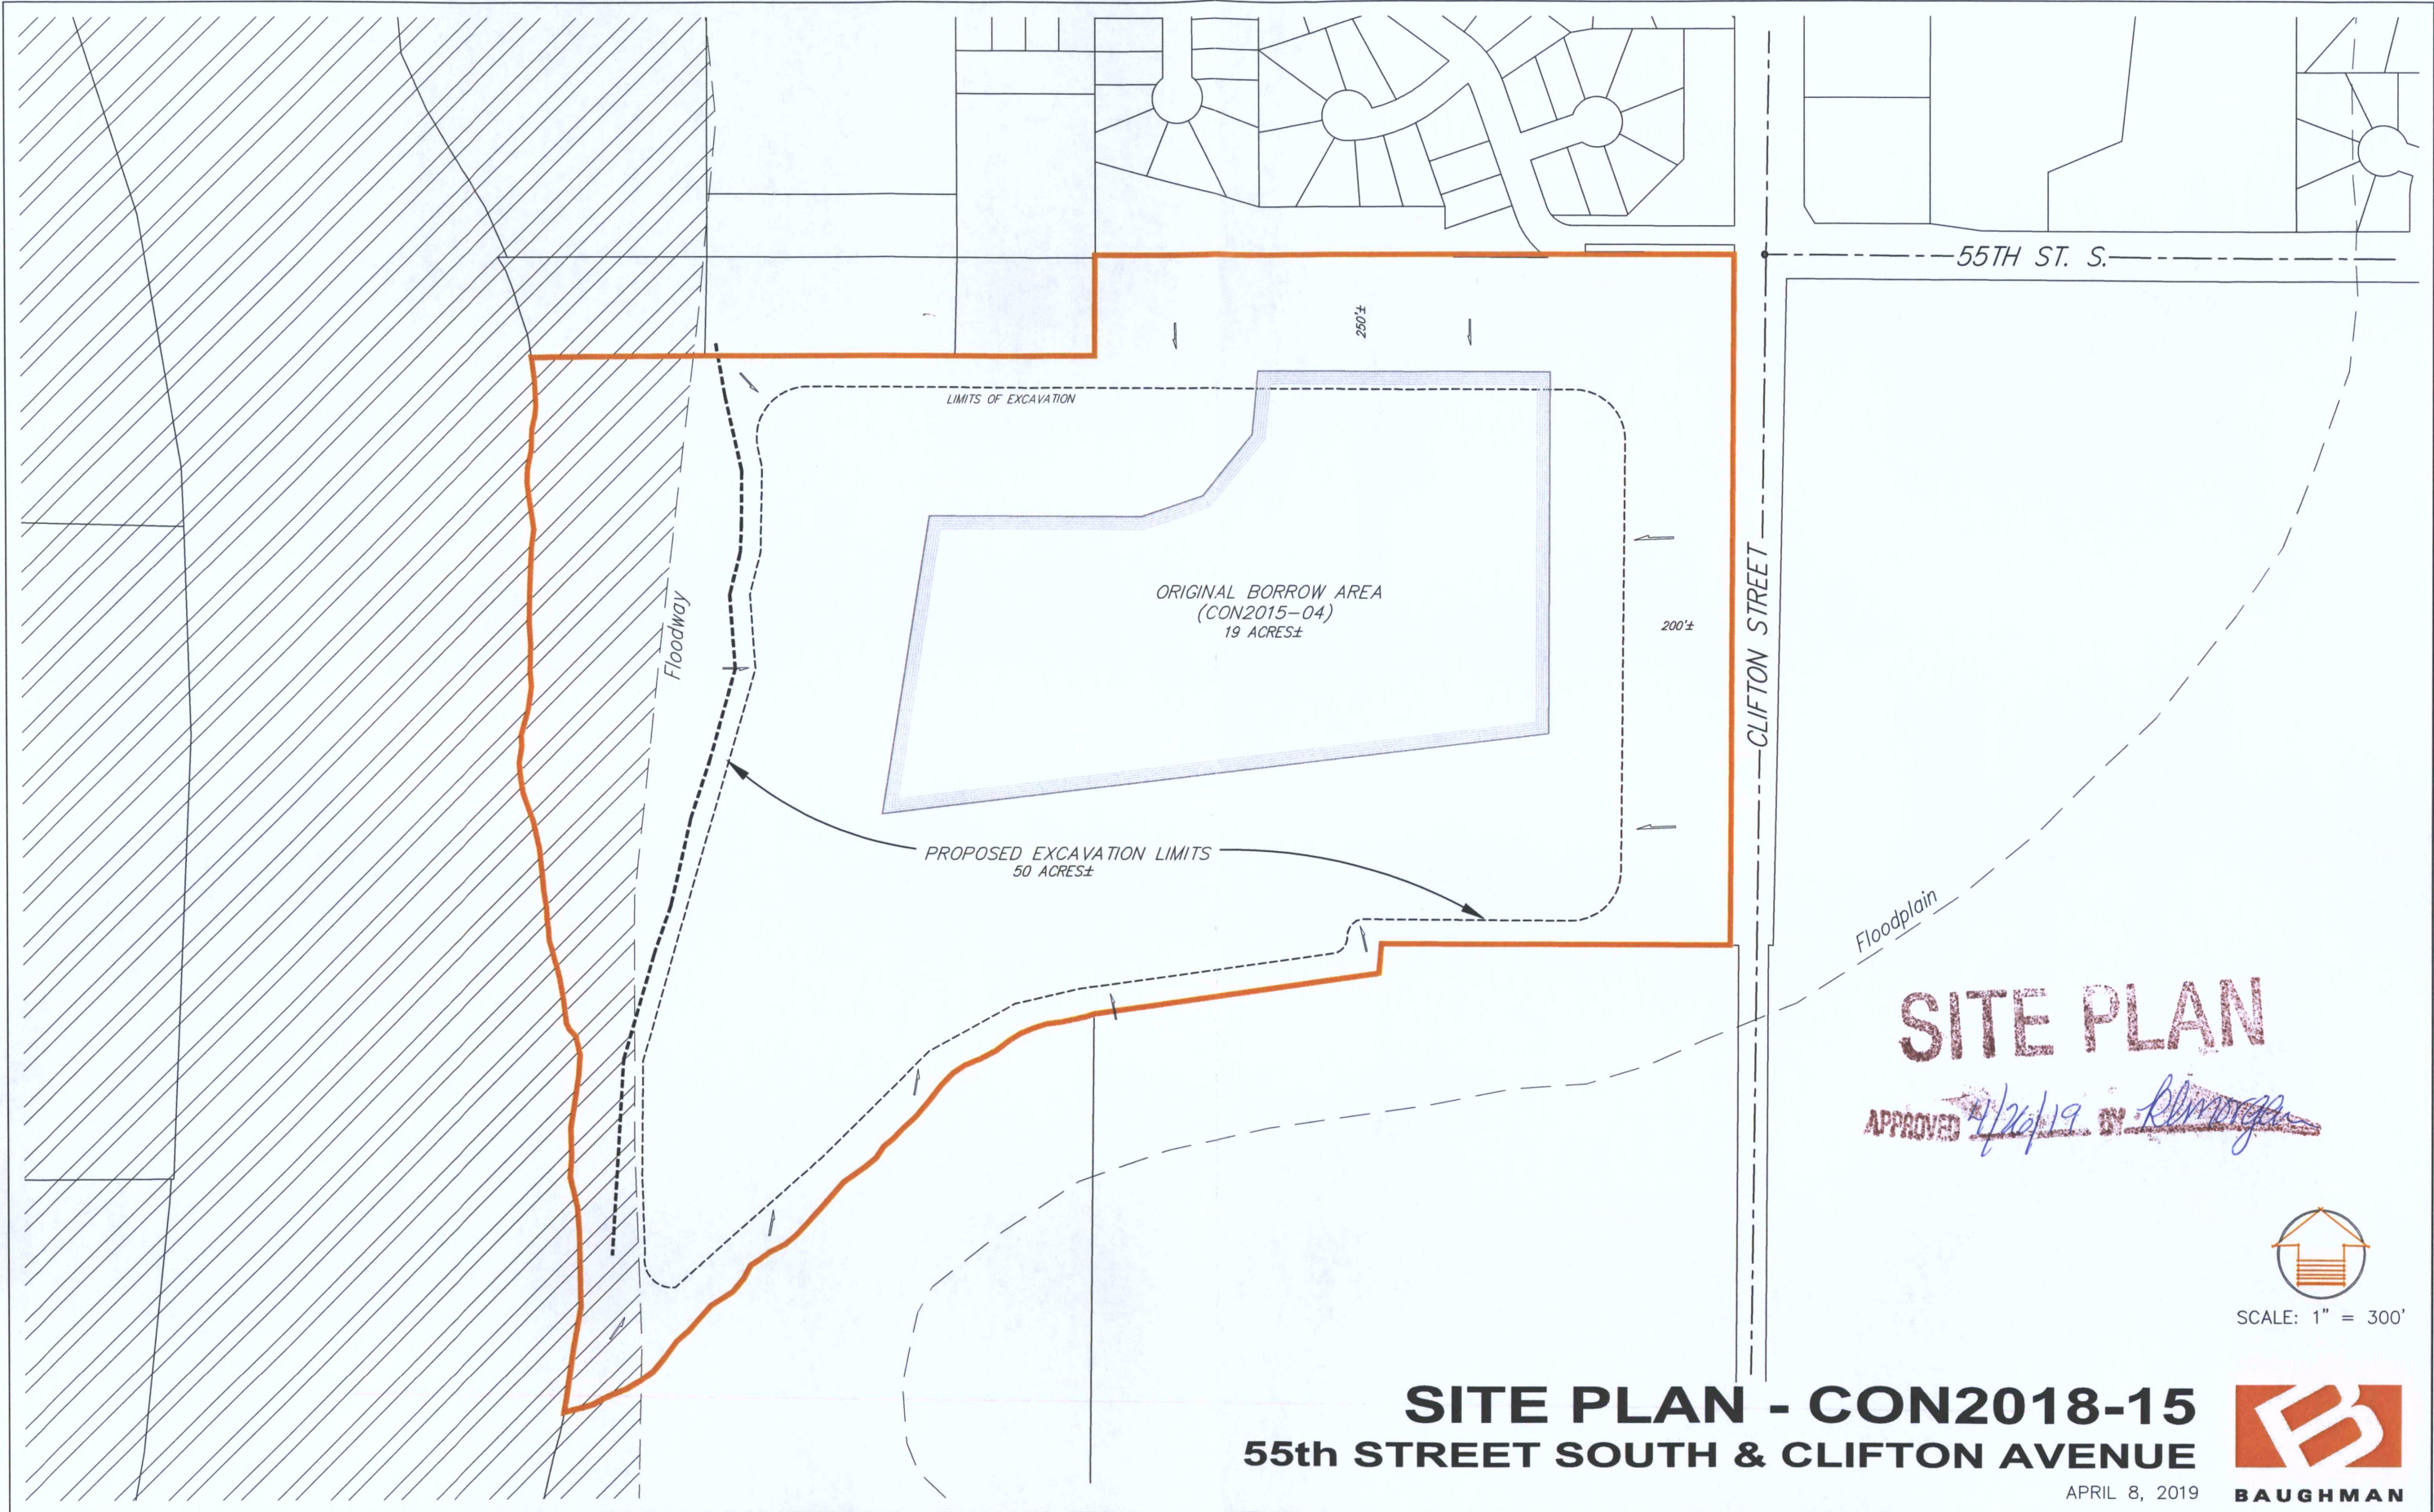 55TH ST. S.
250'±
LIMITS OF EXCAVATION
ORIGINAL BORROW AREA
(CON2015-04)
19 ACRES±
200'±
CLIFTON STREET
Floodway
PROPOSED EXCAVATION LIMITS
50 ACRES±
Floodplain
SITE PLAN
APPROVED 4/26/19 BY
SCALE: 1" = 300'
SITE PLAN - CON2018-15
55th STREET SOUTH & CLIFTON AVENUE
APRIL 8, 2019
B
BAUGHMAN